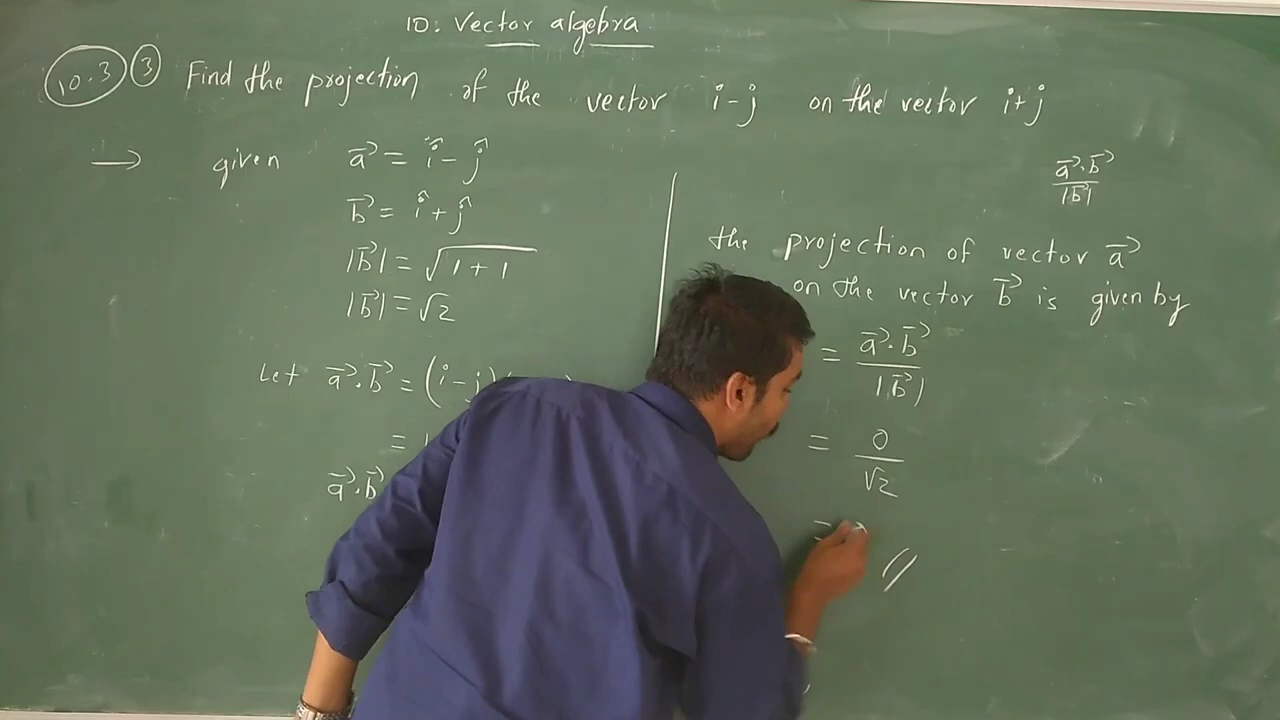 10. Vector algebra
10.3 3 Find the projection of the vector i-j on the vector i+j
→ given a⃗ = î - ĵ
b⃗ = î + ĵ
|b⃗| = √1+1
|b⃗| = √2
Let a⃗.b⃗ = (i-j)
=
a⃗.b⃗
a⃗.b⃗
|b⃗|
the projection of vector a⃗
on the vector b⃗ is given by
= a⃗.b⃗
|b⃗|
= 0
√2
=